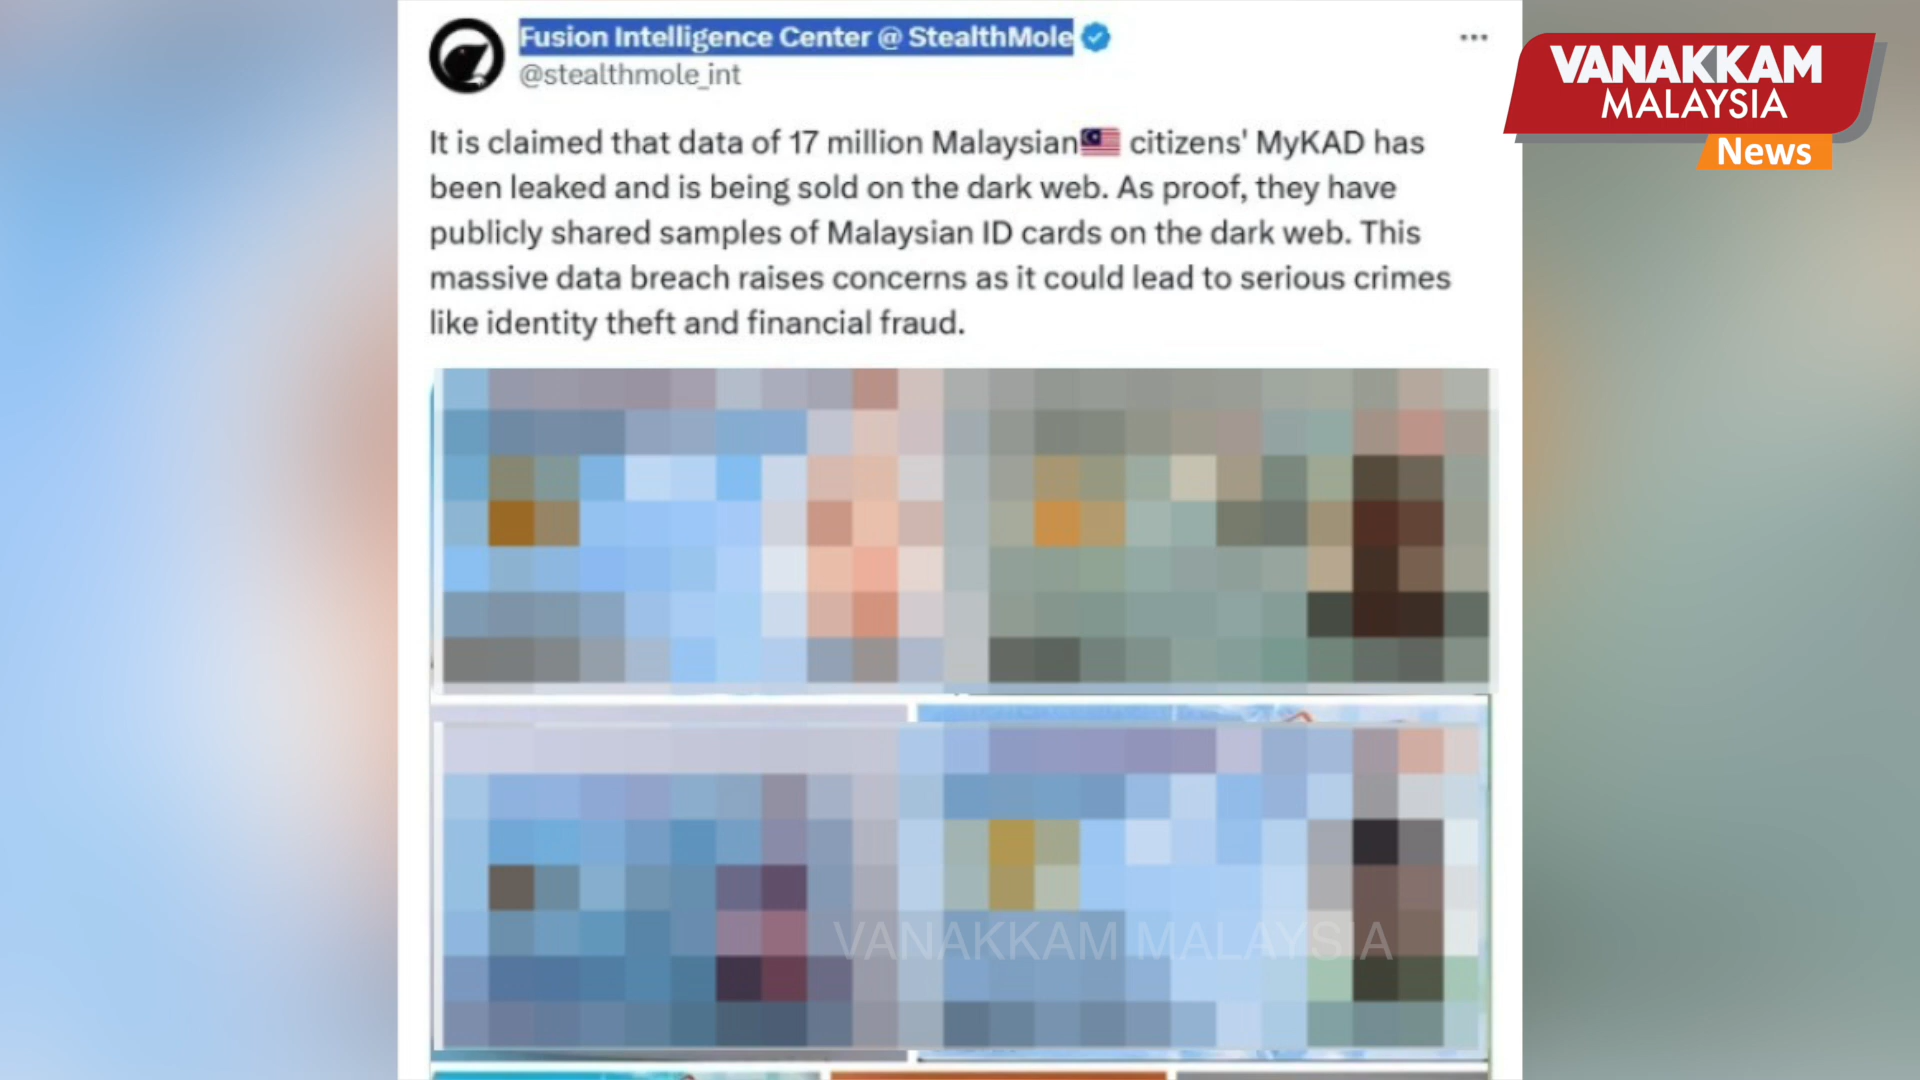 Fusion Intelligence Center @ StealthMole
@stealthmole_int
It is claimed that data of 17 million Malaysian🇲🇾 citizens' MyKAD has
been leaked and is being sold on the dark web. As proof, they have
publicly shared samples of Malaysian ID cards on the dark web. This
massive data breach raises concerns as it could lead to serious crimes
like identity theft and financial fraud.
VANAKKAM
MALAYSIA
News
VANAKKAM MALAYSIA